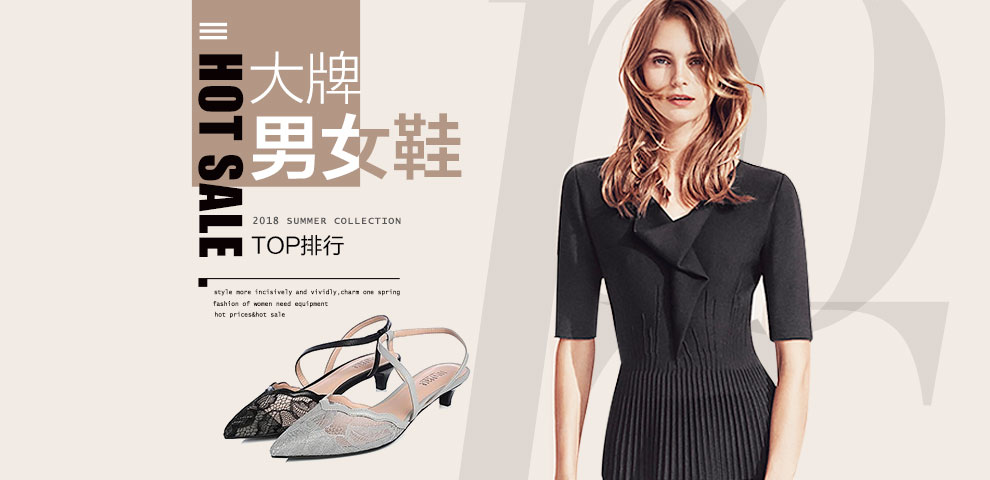 HOT SALE
大牌
男女鞋
2018 SUMMER COLLECTION
TOP排行
style more incisively and vividly,charm one spring
fashion of women need equipment
hot prices&hot sale